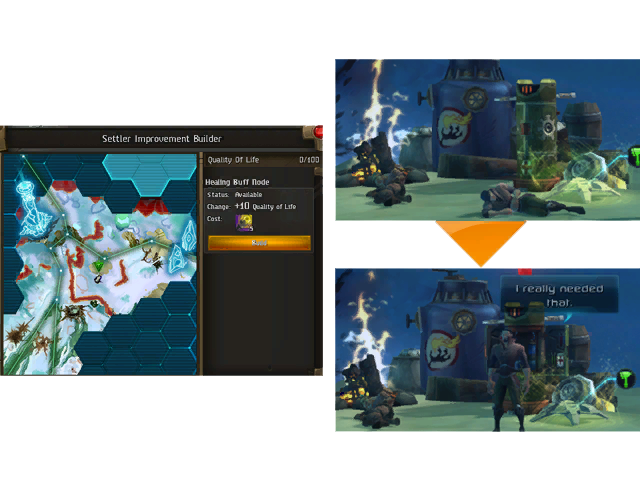 Settler Improvement Builder
Quality Of Life 0/100
Healing Buff Node
Status: Available
Change: +10 Quality of Life
Cost:
Build
I really needed
that.